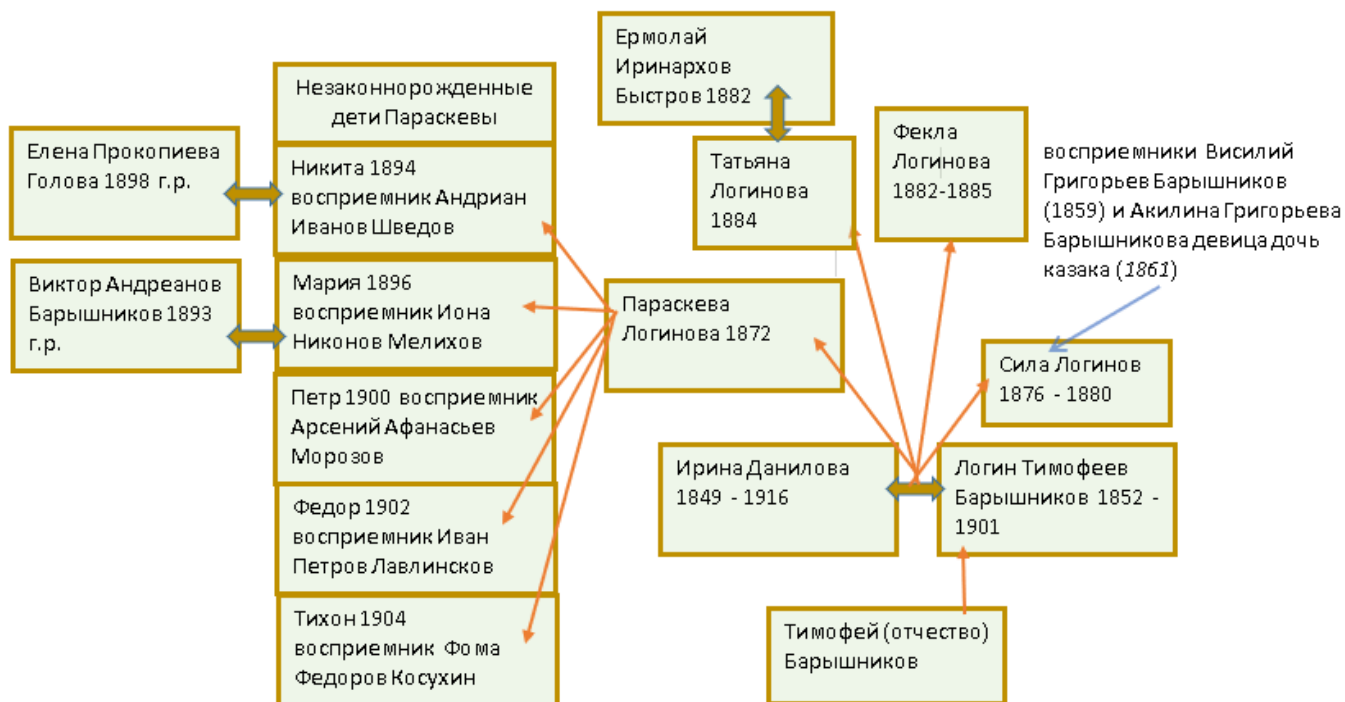 Ермолай
Иринархов
Быстров 1882
Незаконнорожденные
дети Параскевы
Елена Прокопиева
Голова 1898 г.р.
Никита 1894
восприемник Андриан
Иванов Шведов
Татьяна
Логинова
1884
Фекла
Логинова
1882-1885
восприемники Висилий
Григорьев Барышников
(1859) и Акилина Григорьева
Барышникова девица дочь
казака (1861)
Виктор Андреанов
Барышников 1893
г.р.
Мария 1896
восприемник Иона
Никонов Мелихов
Параскева
Логинова 1872
Сила Логинов
1876 - 1880
Петр 1900 восприемник
Арсений Афанасьев
Морозов
Ирина Данилова
1849 - 1916
Логин Тимофеев
Барышников 1852 -
1901
Федор 1902
восприемник Иван
Петров Лавлинсков
Тихон 1904
восприемник Фома
Федоров Косухин
Тимофей (отчество)
Барышников